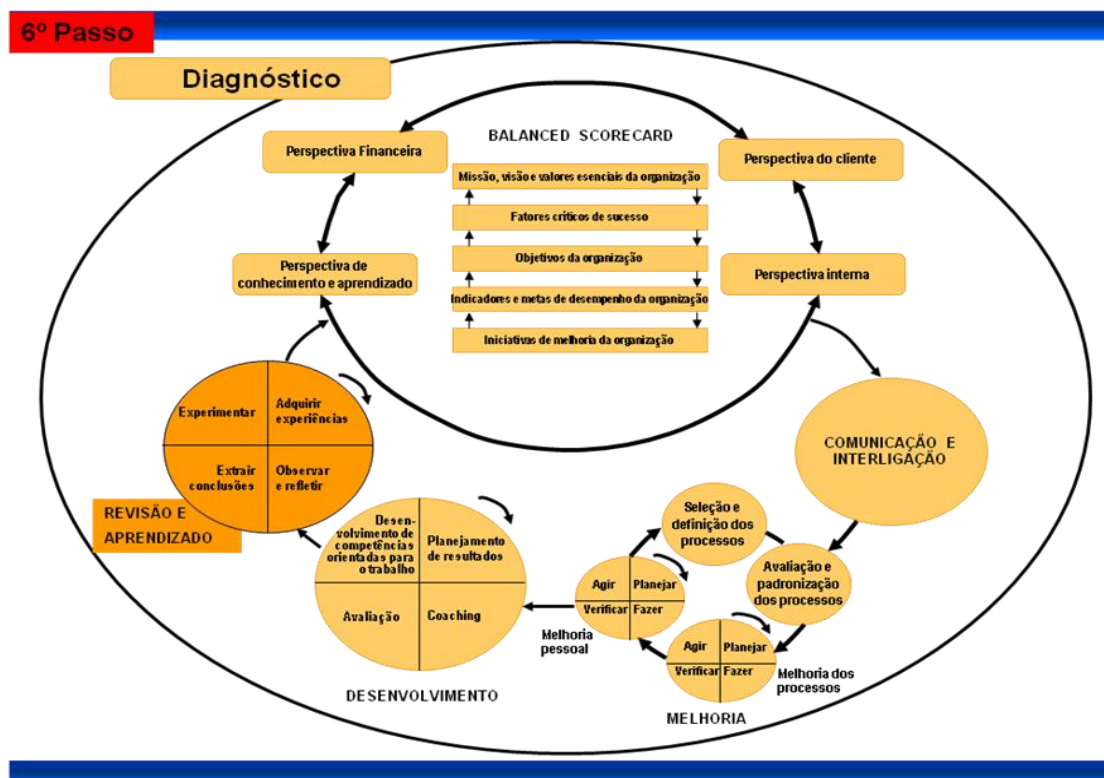 6º Passo
Diagnóstico
BALANCED SCORECARD
Perspectiva Financeira
Perspectiva do cliente
Missão, visão e valores esenciais da organização
Fatores críticos de sucesso
Objetivos da organização
Perspectiva de
conhecimento e aprendizado
Perspectiva interna
Indicadores e metas de desempenho da organização
Iniciativas de melhoria da organização
Experimentar
Adquirir
experiências
Extrair
conclusões
Observar
e refletir
REVISÃO E
APRENDIZADO
COMUNICAÇÃO E
INTERLIGAÇÃO
Seleção e
definição dos
processos
Avaliação e
padronização
dos processos
Desen-
volvimento de
competências
orientadas para
o trabalho
Planejamento
de resultados
Avaliação
Coaching
DESENVOLVIMENTO
Agir
Planejar
Verificar
Fazer
Melhoria
pessoal
Agir
Planejar
Verificar
Fazer
Melhoria dos
processos
MELHORIA